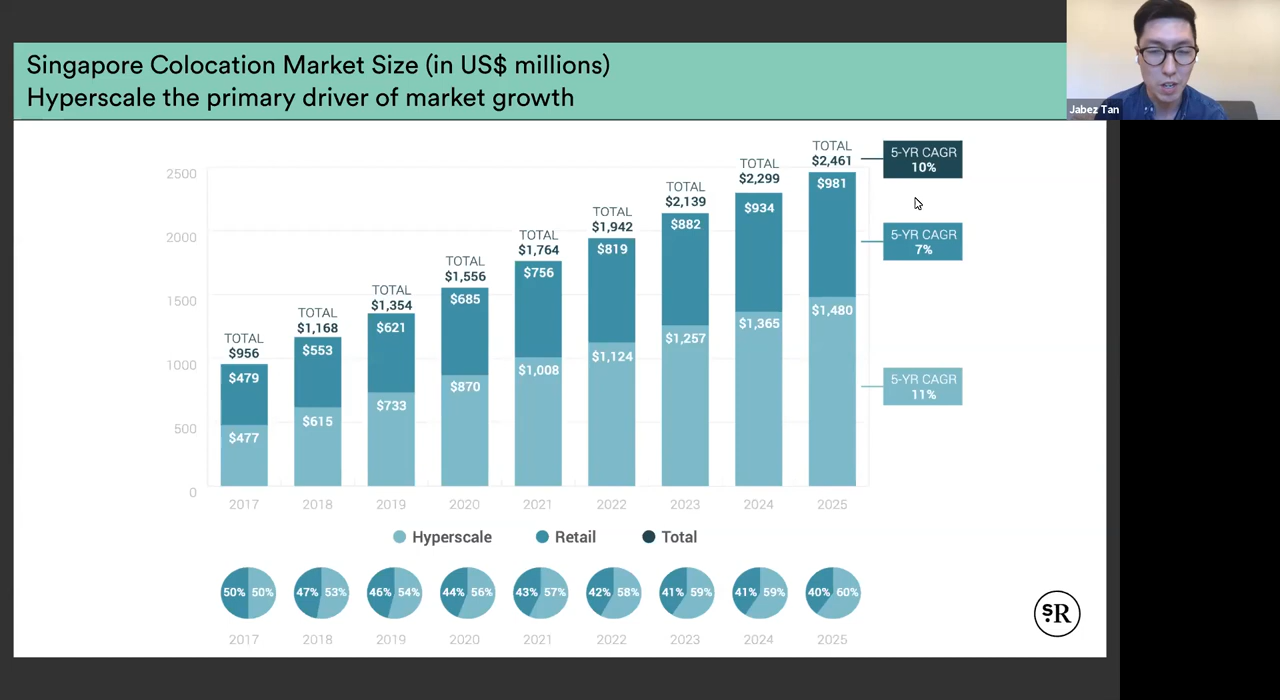 Singapore Colocation Market Size (in US$ millions)
Hyperscale the primary driver of market growth
Jabez Tan
2500
2000
1500
1000
500
0
TOTAL
$956
$479
$477
TOTAL
$1,168
$553
$615
TOTAL
$1,354
$621
$733
TOTAL
$1,556
$685
$870
TOTAL
$1,764
$756
$1,008
TOTAL
$1,942
$819
$1,124
TOTAL
$2,139
$882
$1,257
TOTAL
$2,299
$934
$1,365
TOTAL
$2,461
$981
$1,480
5-YR CAGR
10%
5-YR CAGR
7%
5-YR CAGR
11%
2017 2018 2019 2020 2021 2022 2023 2024 2025
Hyperscale Retail Total
50% 50% 47% 53% 46% 54% 44% 56% 43% 57% 42% 58% 41% 59% 41% 59% 40% 60%
2017 2018 2019 2020 2021 2022 2023 2024 2025
SR